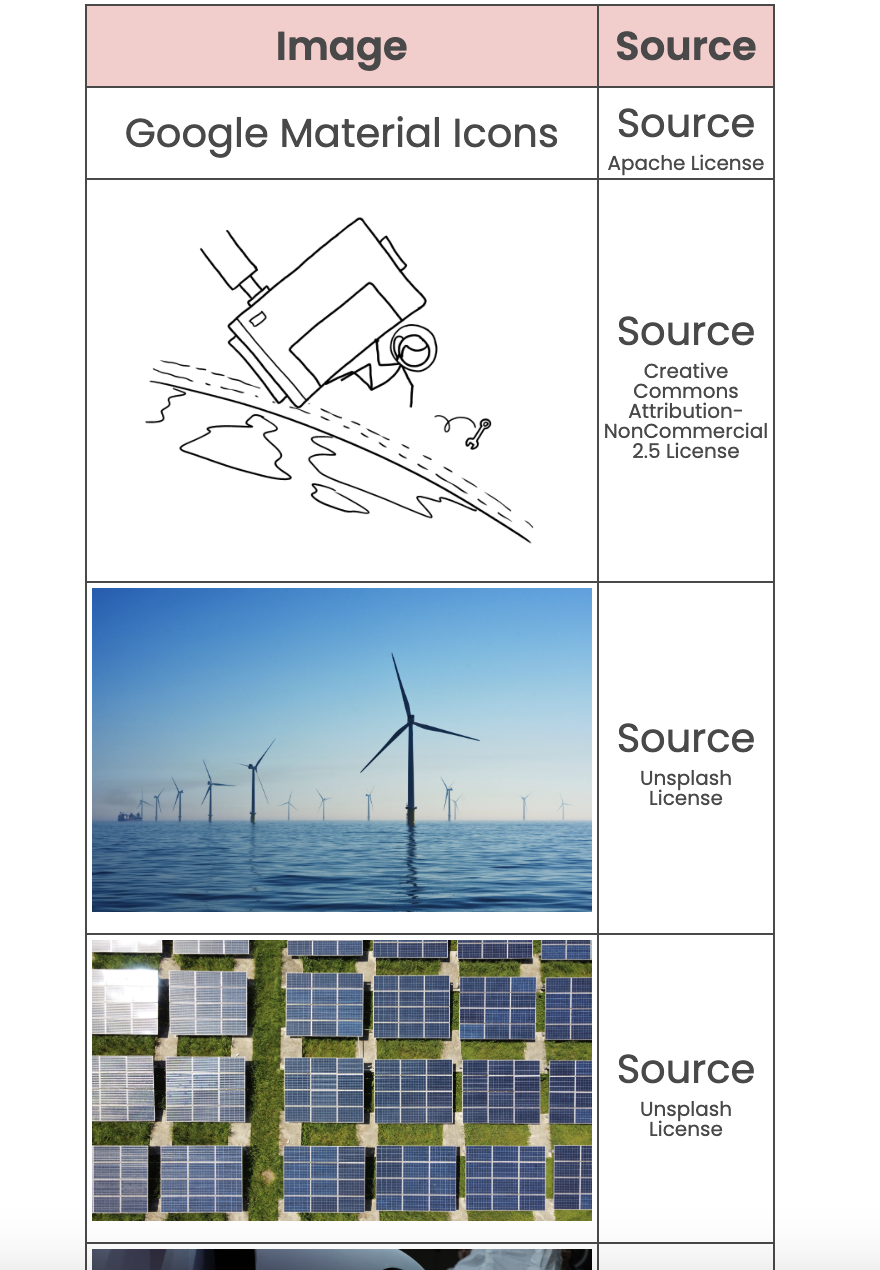 Image
Source
Google Material Icons
Source
Apache License
Source
Creative
Commons
Attribution-
NonCommercial
2.5 License
Source
Unsplash
License
Source
Unsplash
License